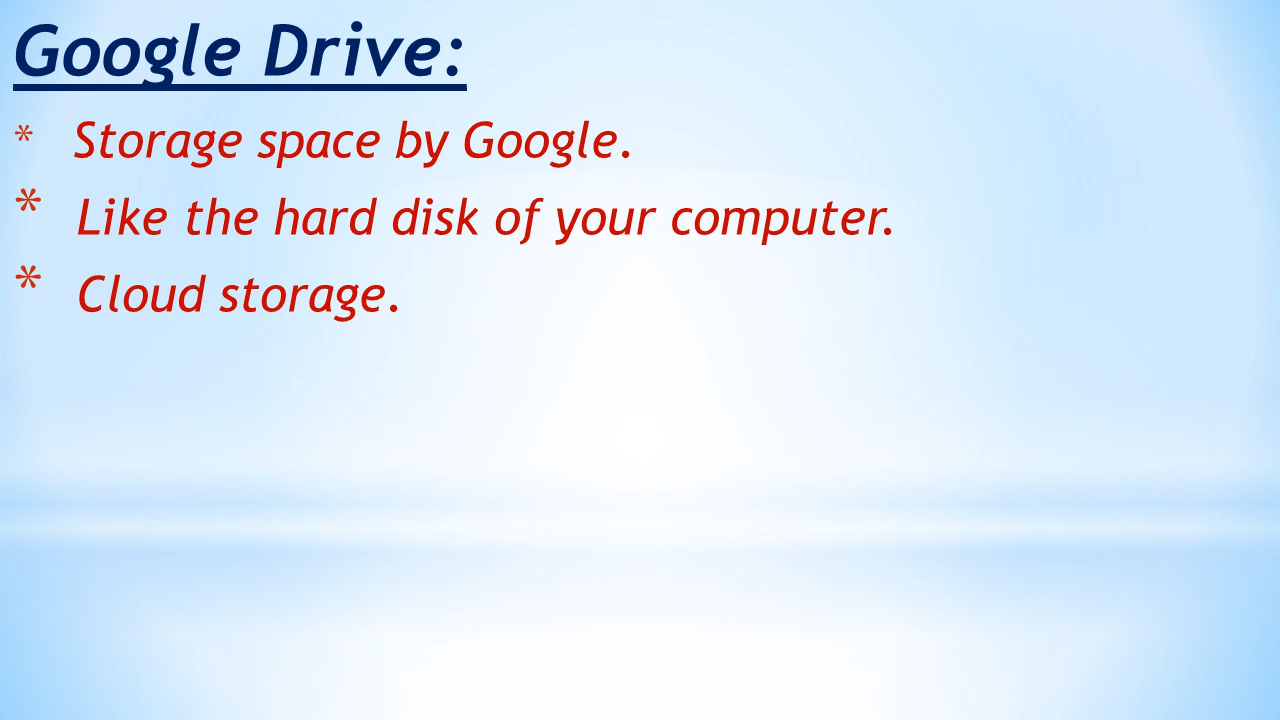 Google Drive:
* Storage space by Google.
* Like the hard disk of your computer.
* Cloud storage.